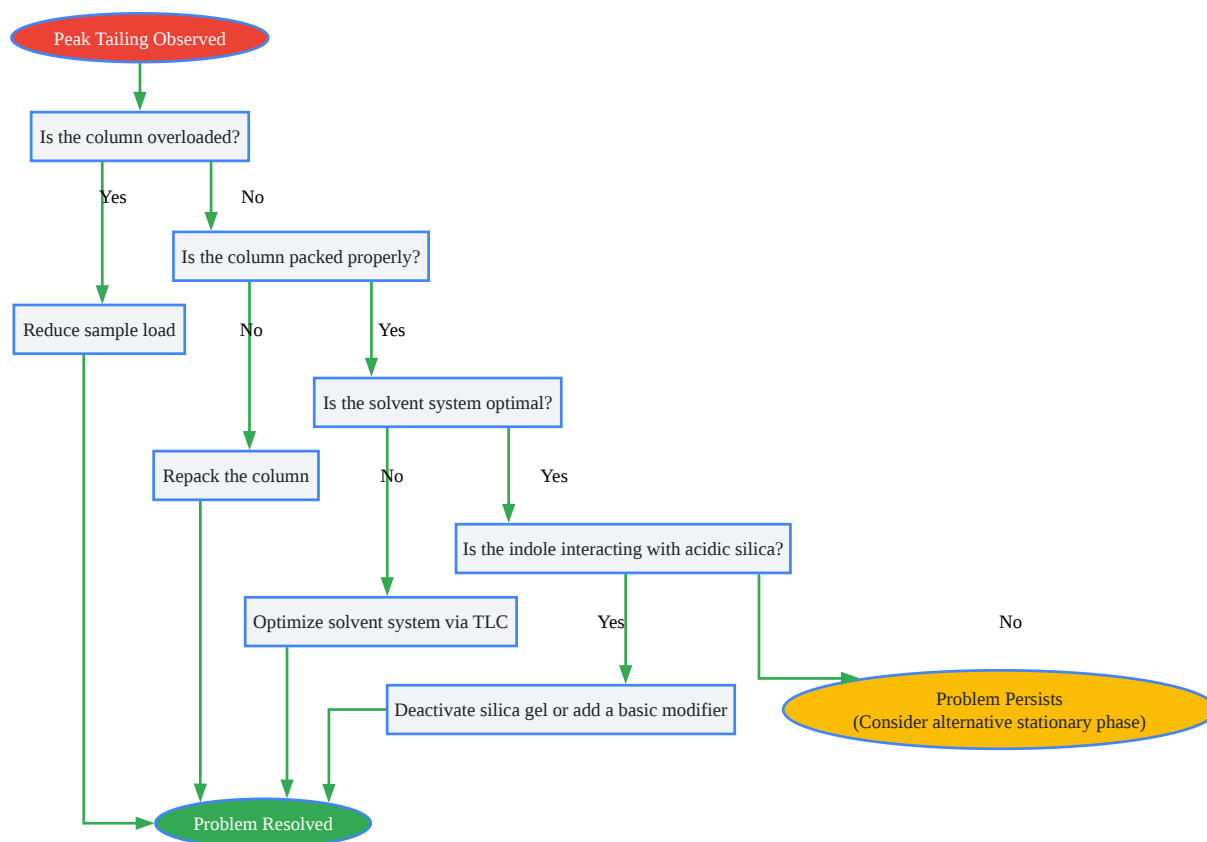 Peak Tailing Observed
Is the column overloaded?
Yes
No
Is the column packed properly?
Reduce sample load
No
Yes
Is the solvent system optimal?
Repack the column
No
Yes
Is the indole interacting with acidic silica?
Optimize solvent system via TLC
Yes
No
Deactivate silica gel or add a basic modifier
Problem Persists
(Consider alternative stationary phase)
Problem Resolved